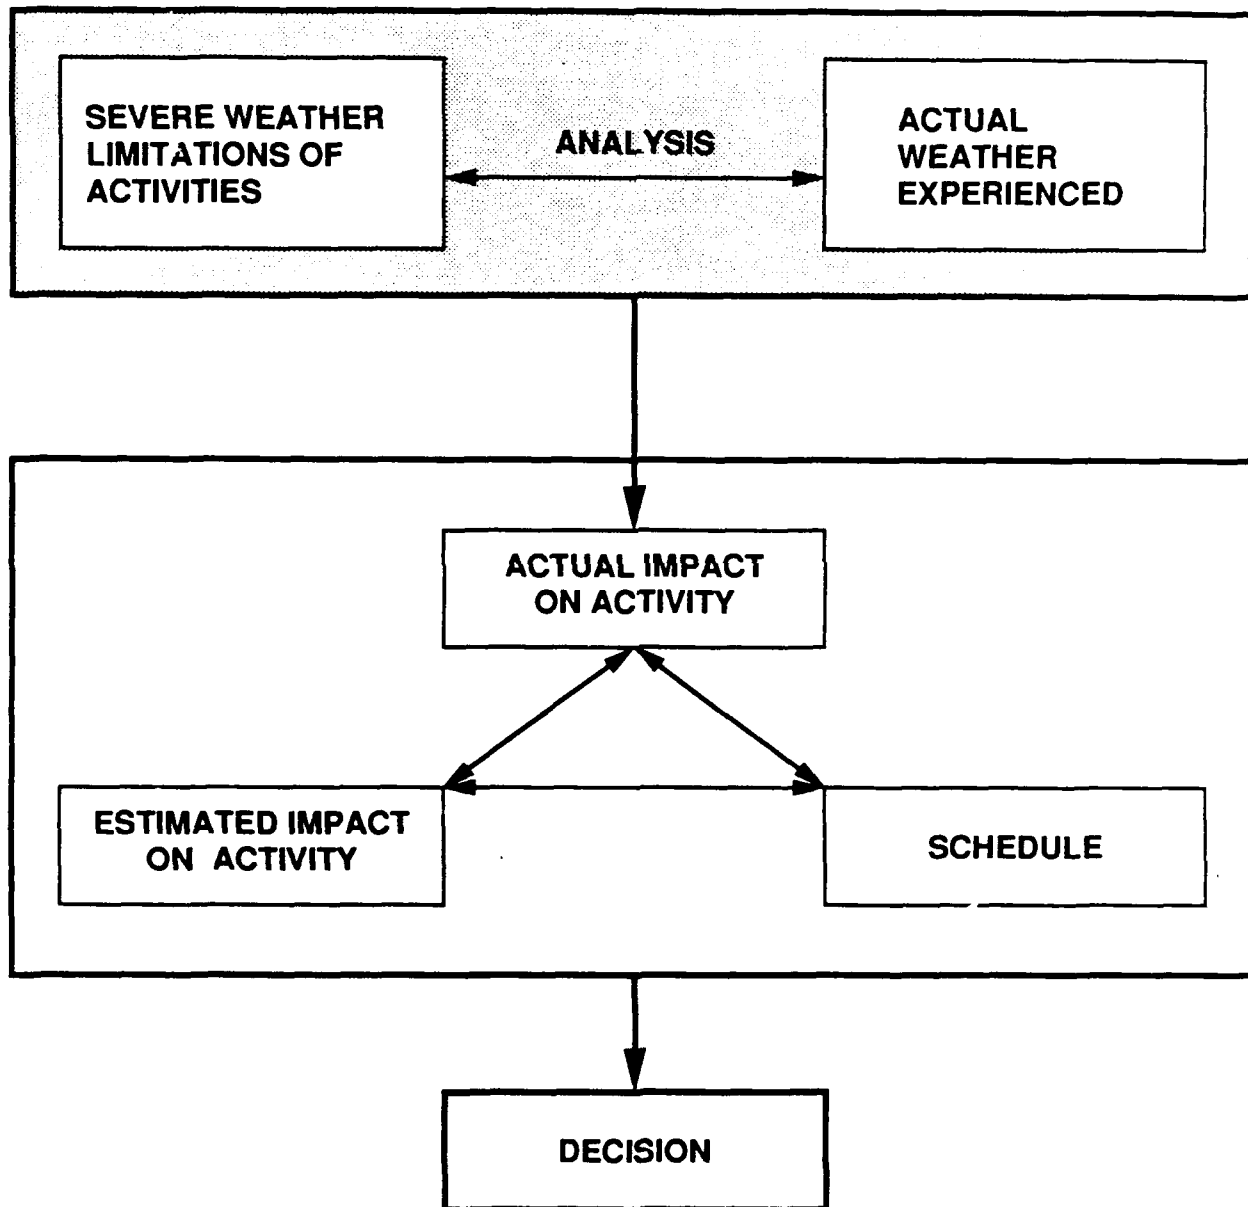 SEVERE WEATHER
LIMITATIONS OF
ACTIVITIES
ANALYSIS
ACTUAL
WEATHER
EXPERIENCED
ACTUAL IMPACT
ON ACTIVITY
ESTIMATED IMPACT
ON ACTIVITY
SCHEDULE
DECISION